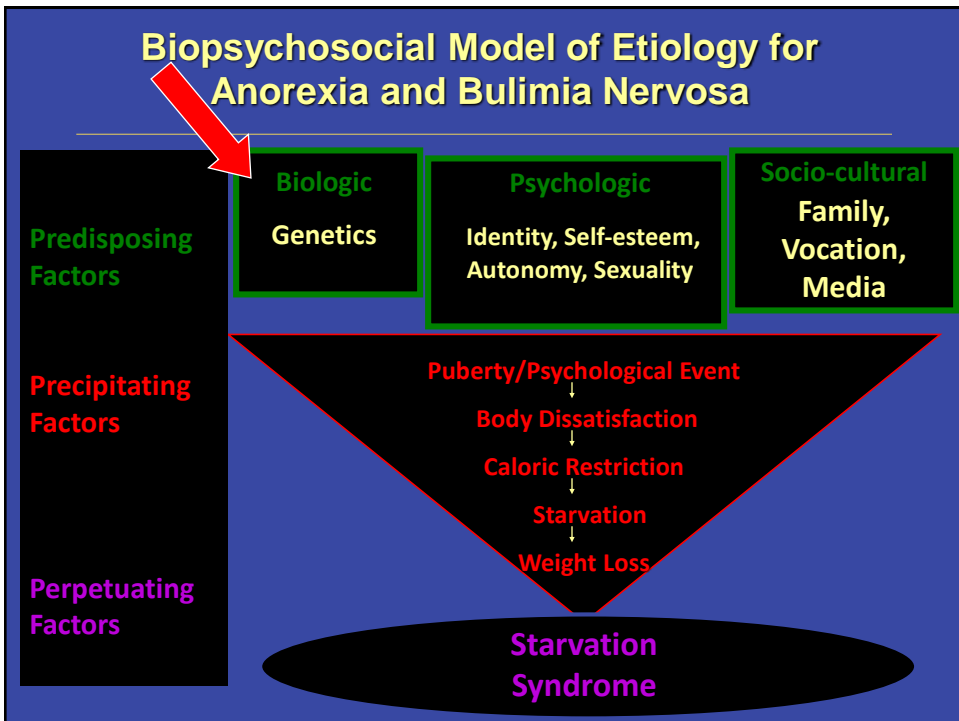 Biopsychosocial Model of Etiology for
Anorexia and Bulimia Nervosa
Predisposing
Factors
Biologic
Genetics
Psychologic
Identity, Self-esteem,
Autonomy, Sexuality
Socio-cultural
Family,
Vocation,
Media
Precipitating
Factors
Puberty/Psychological Event
Body Dissatisfaction
Caloric Restriction
Starvation
Weight Loss
Perpetuating
Factors
Starvation
Syndrome